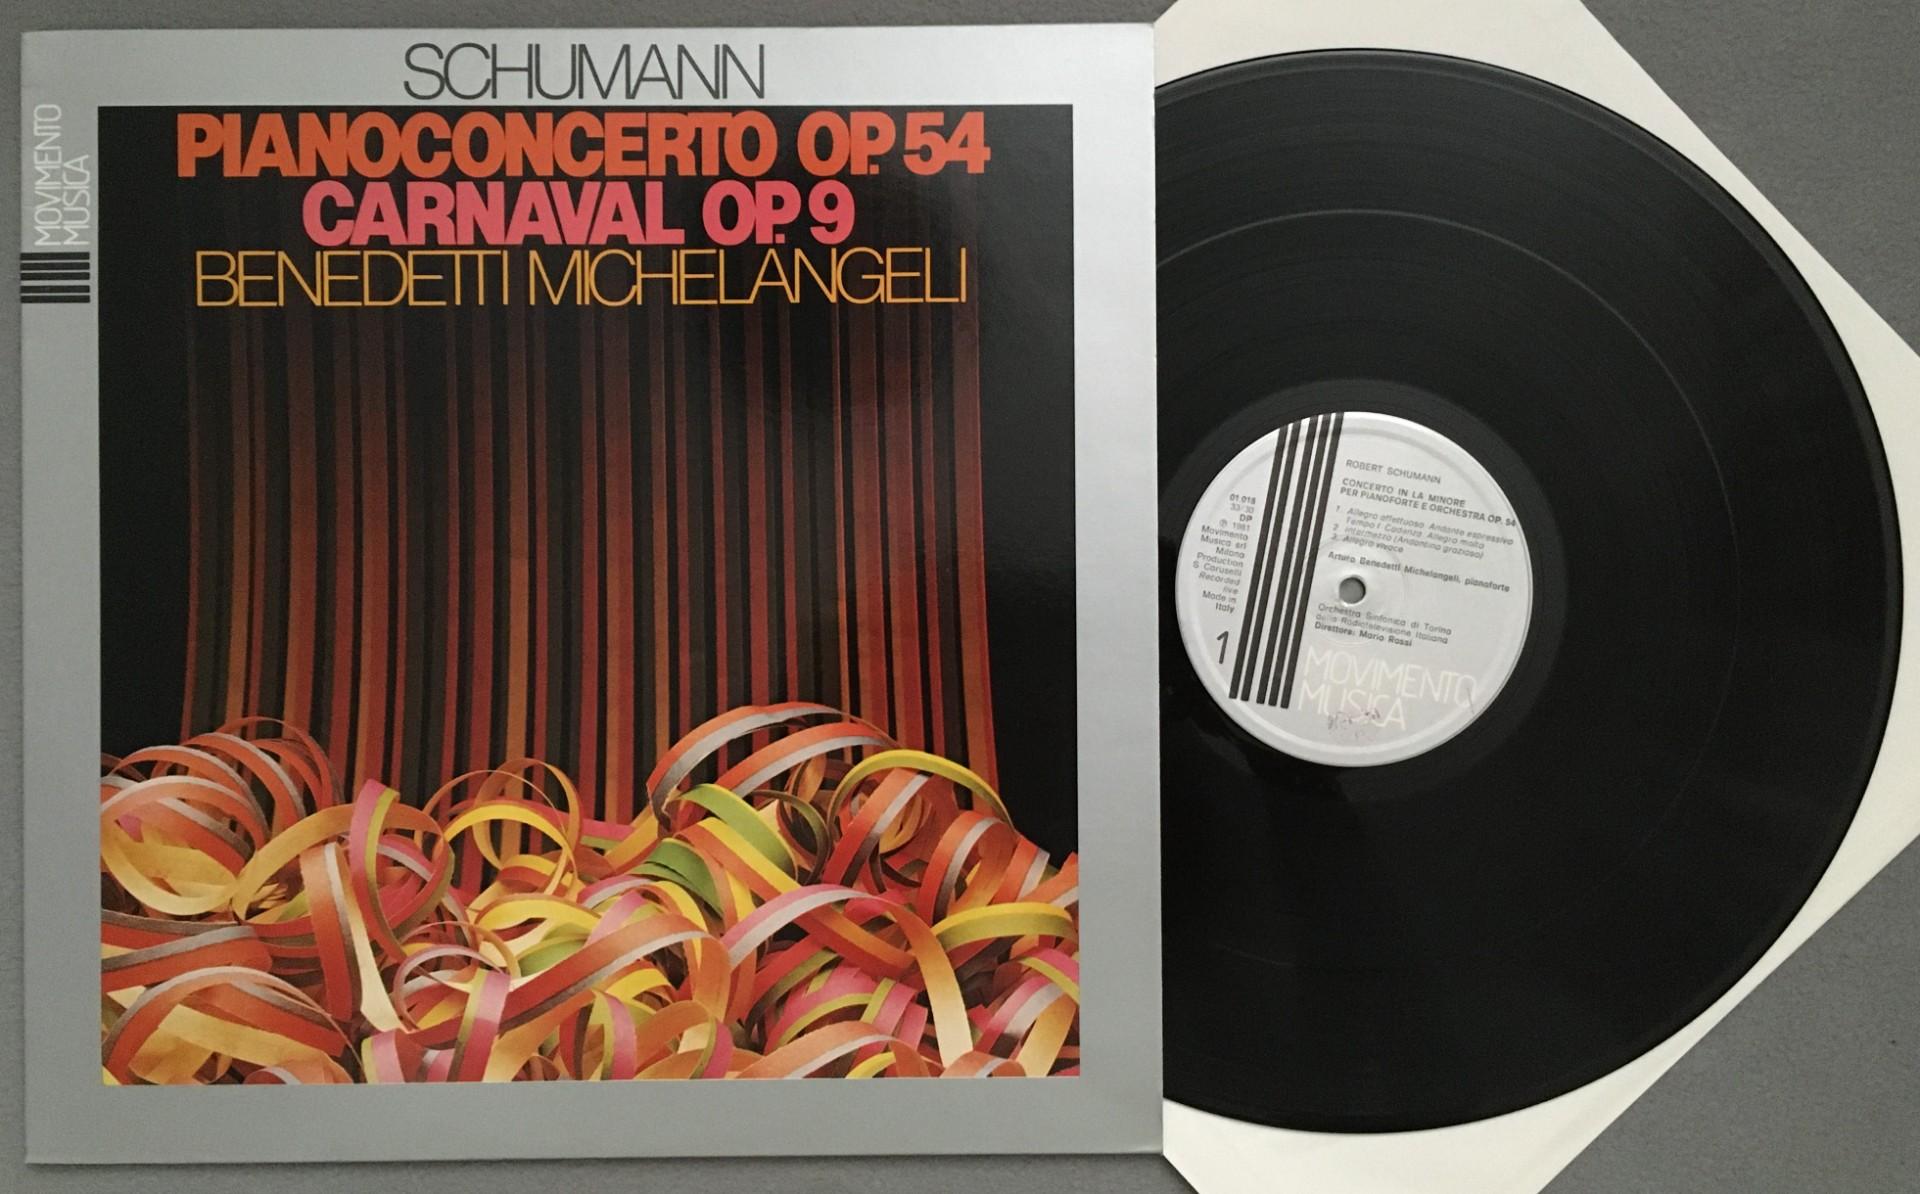 SCHUMANN
MOVIMENTO
MUSICA
PIANOCONCERTO OP. 54
CARNAVAL OP. 9
BENEDETTI MICHELANGELI
ROBERT SCHUMANN
CONCERTO IN LA MINORE
PER PIANOFORTE E ORCHESTRA OP. 54
1. Allegro affettuoso. Andante espressivo
Tempo I. Cadenza. Allegro molto
2. Intermezzo (Andantino grazioso)
3. Allegro vivace
Arturo Benedetti Michelangeli, pianoforte
Orchestra Sinfonica di Torino
della Radiotelevisione Italiana
Direttore: Mario Rossi
01.018
33/30
DP
℗ 1981
Movimento
Musica srl
Milano
Production
S. Caruselli
Recorded
live
Made in
Italy
1
MOVIMENTO
MUSICA